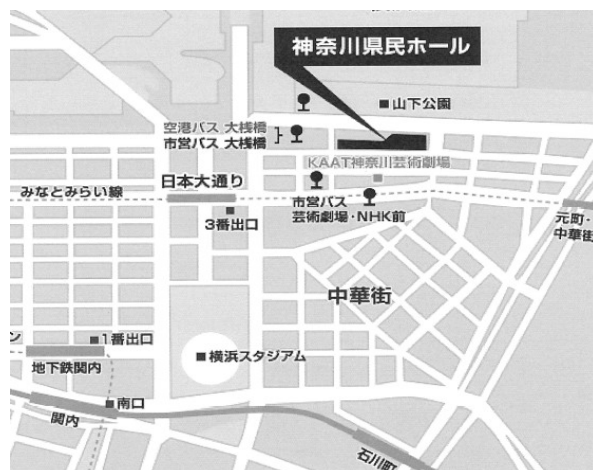 神奈川県民ホール
■山下公園
空港バス 大桟橋
市営バス 大桟橋
KAAT神奈川芸術劇場
日本大通り
みなとみらい線
市営バス
芸術劇場・NHK前
3番出口
元町・
中華街
中華街
ン
1番出口
横浜スタジアム
地下鉄関内
南口
関内
石川町